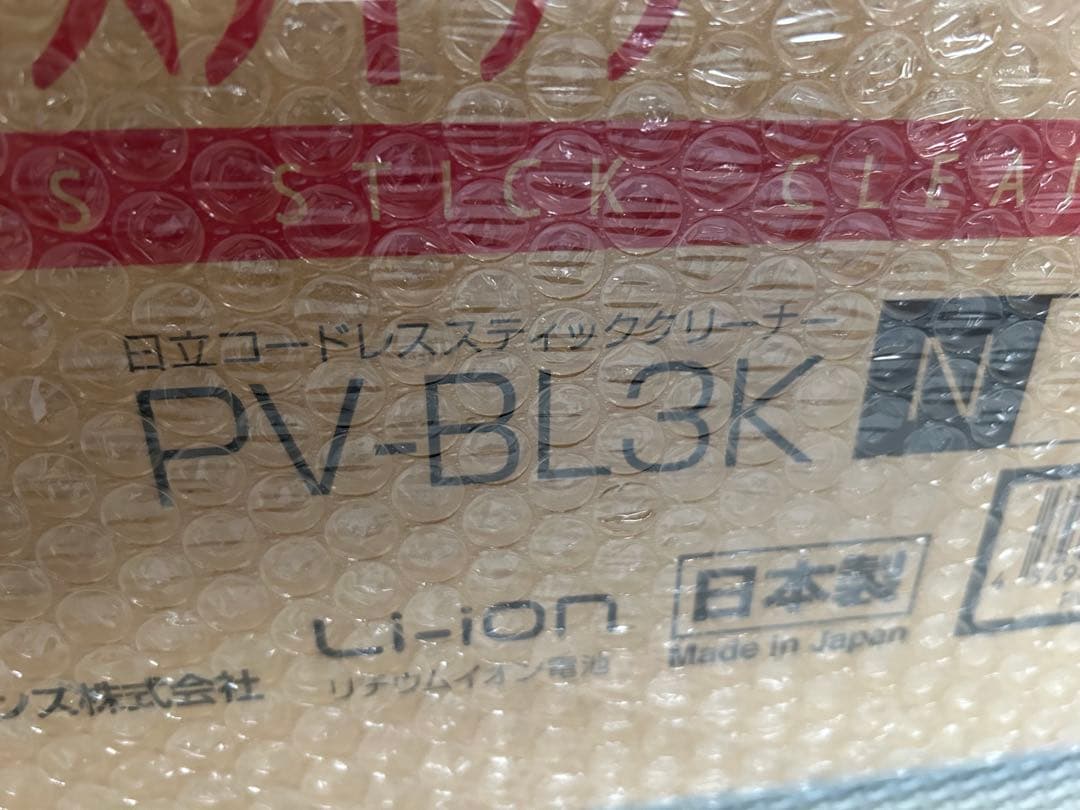 S STICK CLEA
日立コードレススティッククリーナー
PV-BL3K N
Li-ion
リチウムイオン電池
日本製
Made in Japan
ンス株式会社